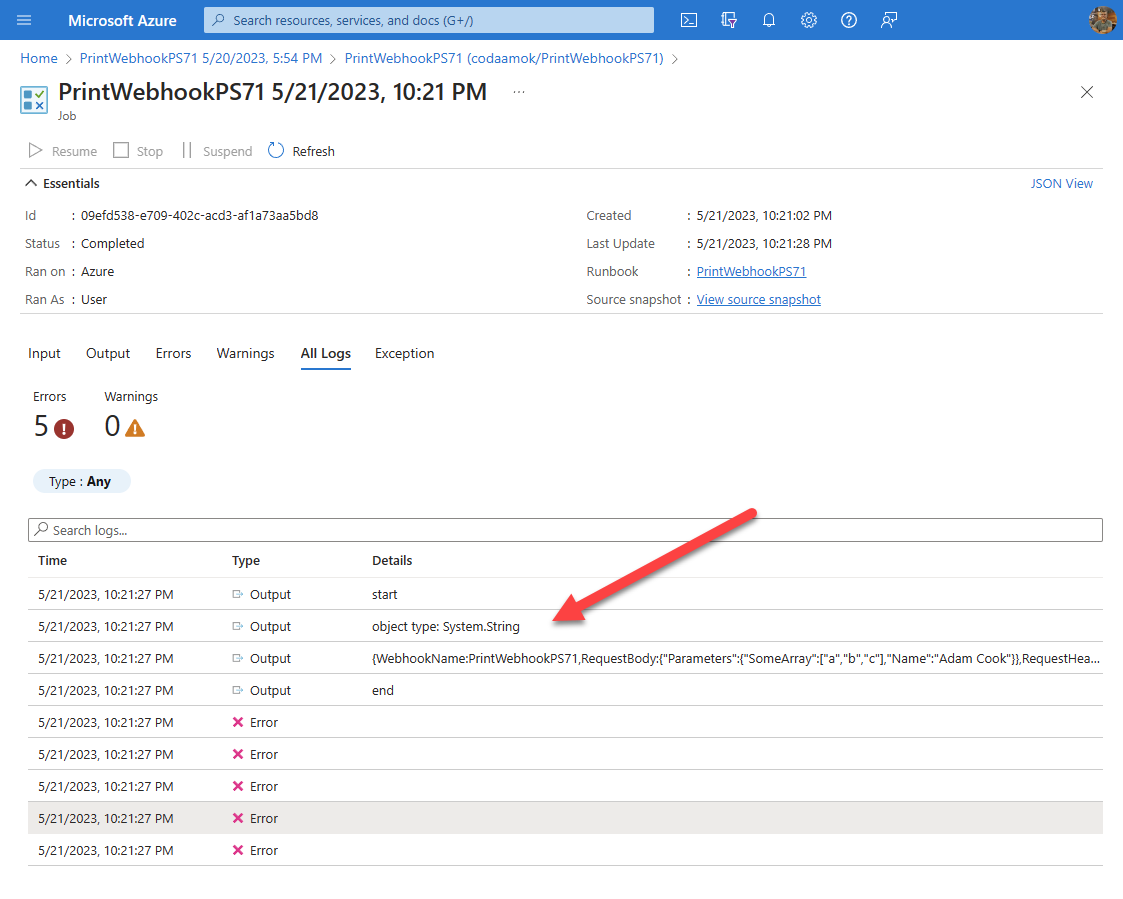 Microsoft Azure
Search resources, services, and docs (G+/)
Home > PrintWebhookPS71 5/20/2023, 5:54 PM > PrintWebhookPS71 (codaamok/PrintWebhookPS71) >
PrintWebhookPS71 5/21/2023, 10:21 PM ...
Job
Resume Stop Suspend Refresh
Essentials JSON View
Id : 09efd538-e709-402c-acd3-af1a73aa5bd8 Created : 5/21/2023, 10:21:02 PM
Status : Completed Last Update : 5/21/2023, 10:21:28 PM
Ran on : Azure Runbook : PrintWebhookPS71
Ran As : User Source snapshot : View source snapshot
Input Output Errors Warnings All Logs Exception
Errors Warnings
5 0
Type : Any
Search logs...
Time Type Details
5/21/2023, 10:21:27 PM Output start
5/21/2023, 10:21:27 PM Output object type: System.String
5/21/2023, 10:21:27 PM Output {WebhookName:PrintWebhookPS71,RequestBody:{"Parameters":{"SomeArray":["a","b","c"],"Name":"Adam Cook"}},RequestHea...
5/21/2023, 10:21:27 PM Output end
5/21/2023, 10:21:27 PM Error
5/21/2023, 10:21:27 PM Error
5/21/2023, 10:21:27 PM Error
5/21/2023, 10:21:27 PM Error
5/21/2023, 10:21:27 PM Error